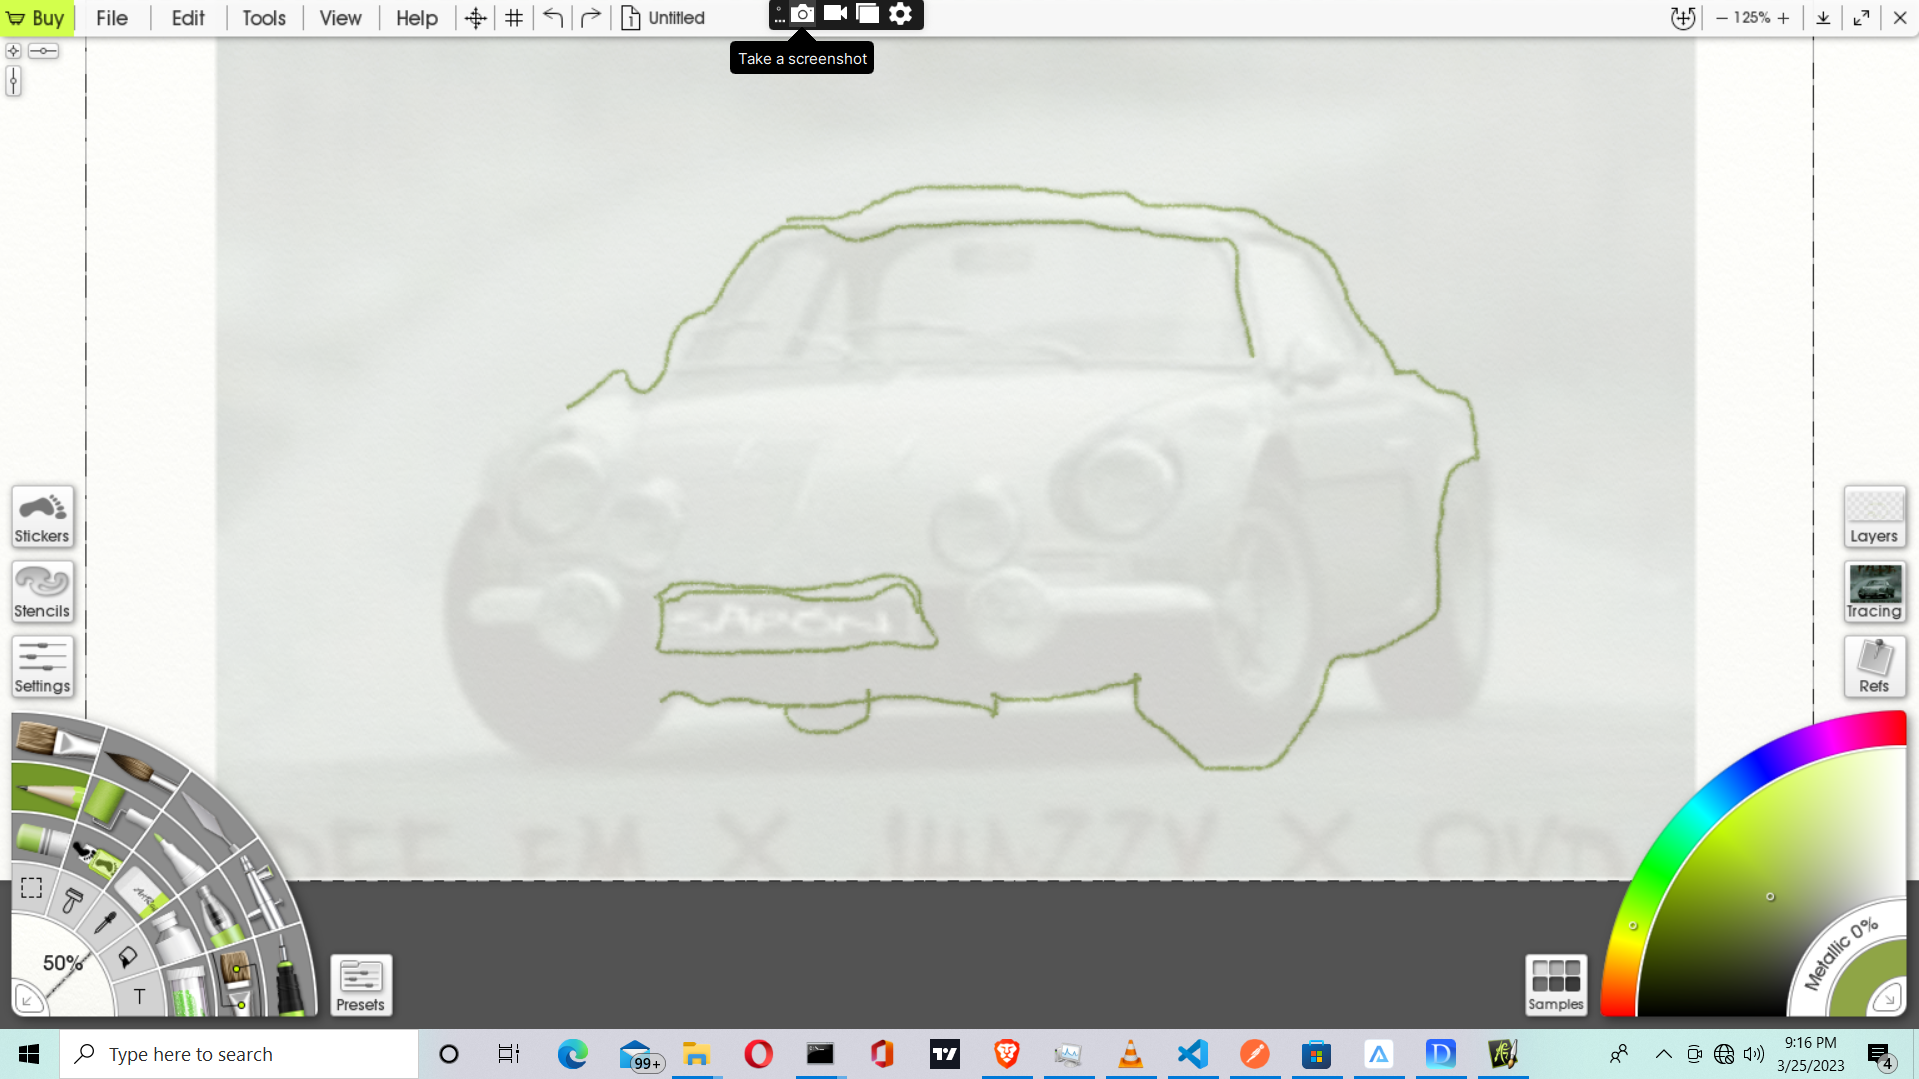 Buy File Edit Tools View Help Untitled 125%
Take a screenshot
Stickers
Stencils
Settings
Layers
Tracing
Refs
SAPON
X X
50%
T
Presets
Samples
Metallic 0%
Type here to search
99+
9:16 PM
3/25/2023
4